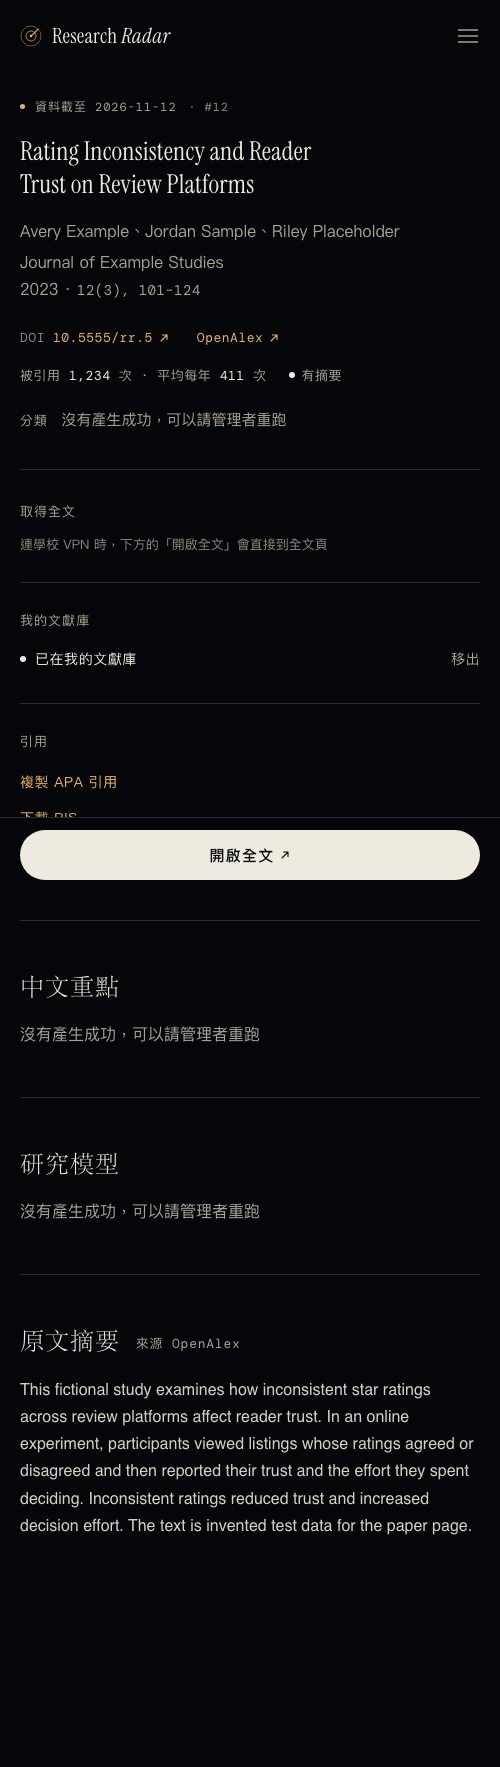 Research Radar
資料截至 2026-11-12 · #12
Rating Inconsistency and Reader
Trust on Review Platforms
Avery Example、Jordan Sample、Riley Placeholder
Journal of Example Studies
2023 · 12(3), 101–124
DOI 10.5555/rr.5 ↗ OpenAlex ↗
被引用 1,234 次 · 平均每年 411 次 有摘要
分類 沒有產生成功，可以請管理者重跑
取得全文
連學校 VPN 時，下方的「開啟全文」會直接到全文頁
我的文獻庫
已在我的文獻庫 移出
引用
複製 APA 引用
下載 RIS
開啟全文 ↗
中文重點
沒有產生成功，可以請管理者重跑
研究模型
沒有產生成功，可以請管理者重跑
原文摘要 來源 OpenAlex
This fictional study examines how inconsistent star ratings
across review platforms affect reader trust. In an online
experiment, participants viewed listings whose ratings agreed or
disagreed and then reported their trust and the effort they spent
deciding. Inconsistent ratings reduced trust and increased
decision effort. The text is invented test data for the paper page.